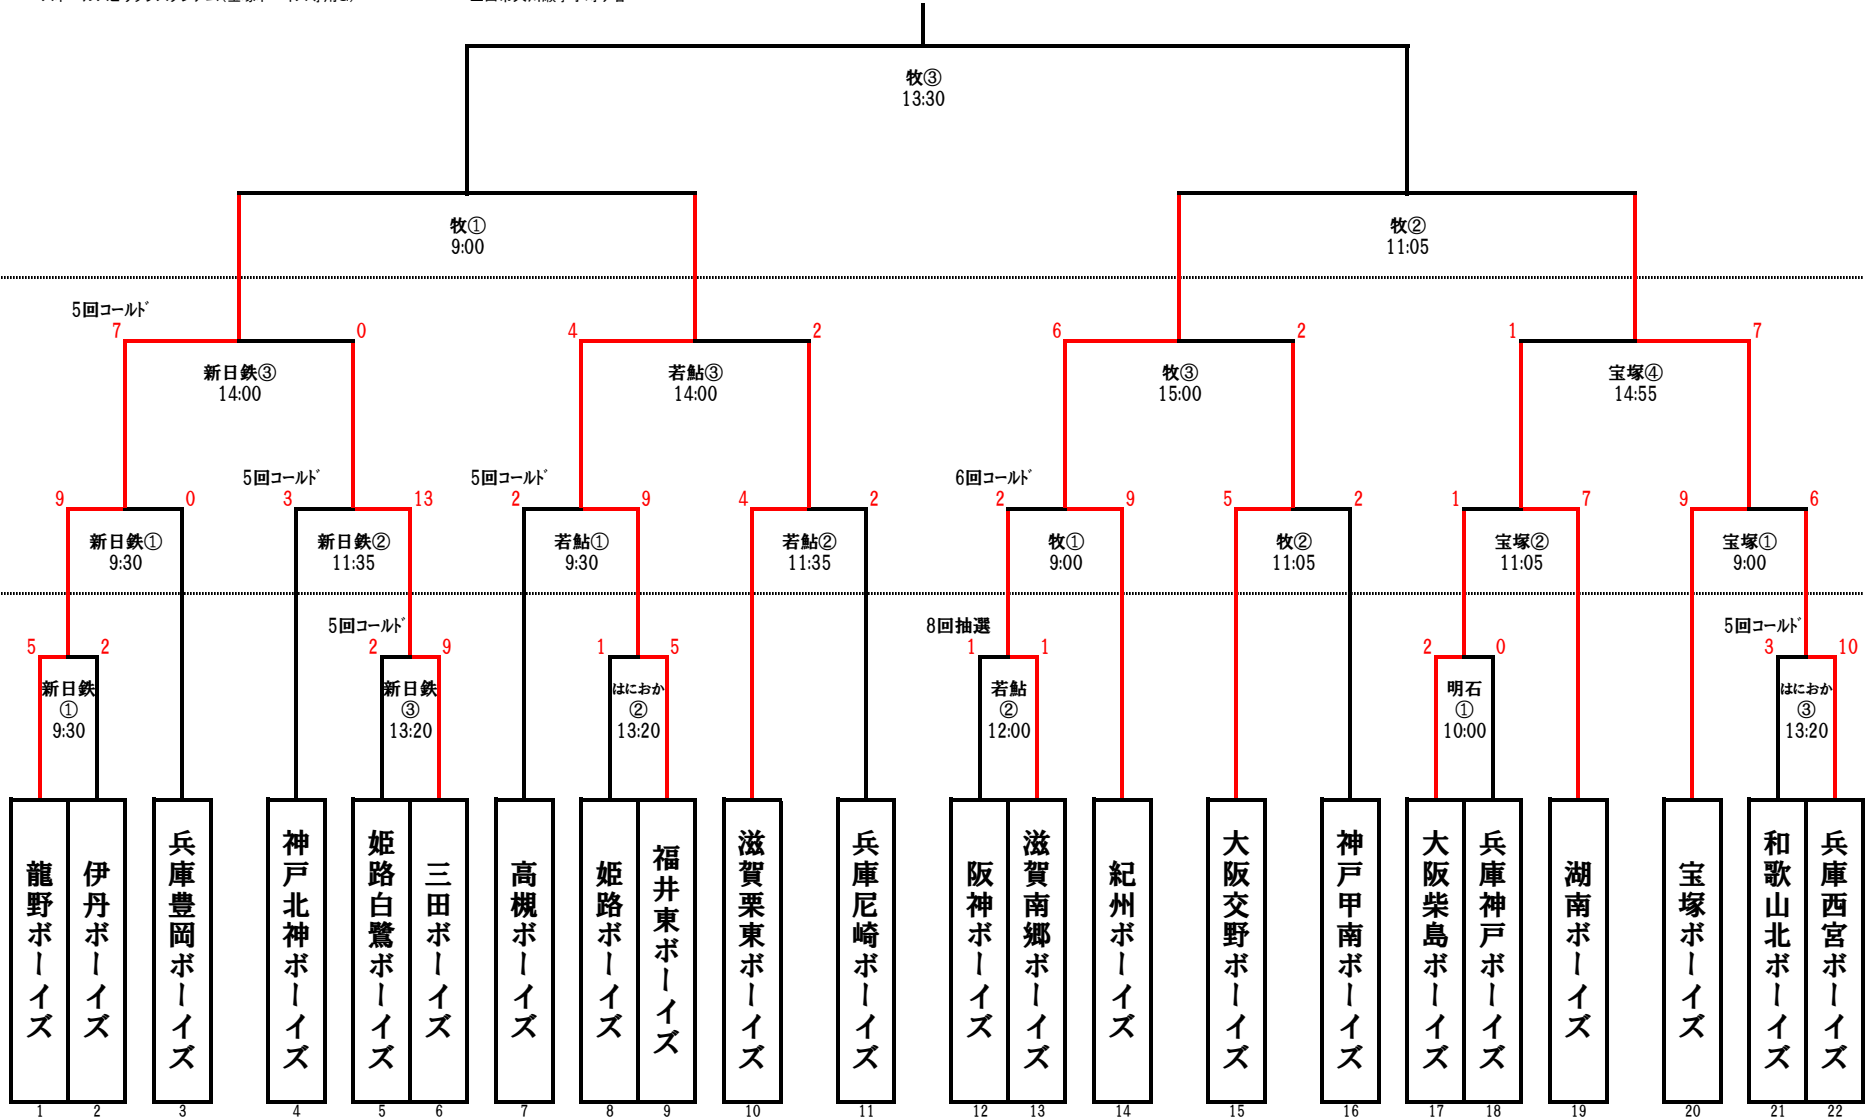 牧③
13:30
牧①
9:00
牧②
11:05
5回コールド
7 0 4 2 6 2 1 7
新日鉄③ 若鮎③ 牧③ 宝塚④
14:00 14:00 15:00 14:55
5回コールド 5回コールド 6回コールド
9 0 3 13 2 9 4 2 2 9 5 2 1 7 9 6
新日鉄① 新日鉄② 若鮎① 若鮎② 牧① 牧② 宝塚② 宝塚①
9:30 11:35 9:30 11:35 9:00 11:05 11:05 9:00
5回コールド 8回抽選 5回コールド
5 2 2 9 1 5 1 1 2 0 3 10
新日鉄 新日鉄 はにおか 若鮎 明石 はにおか
① ③ ② ② ① ③
9:30 13:20 13:20 12:00 10:00 13:20
龍野ボーイズ
伊丹ボーイズ
兵庫豊岡ボーイズ
神戸北神ボーイズ
姫路白鷺ボーイズ
三田ボーイズ
高槻ボーイズ
姫路ボーイズ
福井東ボーイズ
滋賀栗東ボーイズ
兵庫尼崎ボーイズ
阪神ボーイズ
滋賀南郷ボーイズ
紀州ボーイズ
大阪交野ボーイズ
神戸甲南ボーイズ
大阪柴島ボーイズ
兵庫神戸ボーイズ
湖南ボーイズ
宝塚ボーイズ
和歌山北ボーイズ
兵庫西宮ボーイズ
1 2 3 4 5 6 7 8 9 10 11 12 13 14 15 16 17 18 19 20 21 22